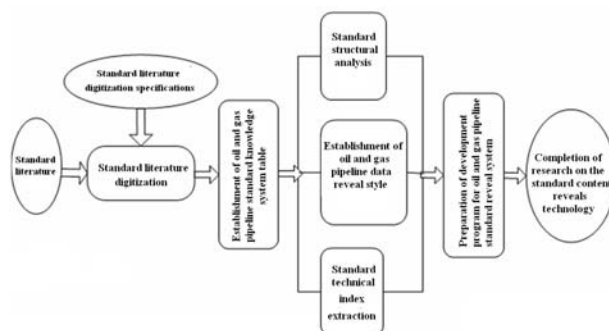 Standard literature
digitization specifications
Standard
literature
Standard literature
digitization
Establishment of oil and gas
pipeline standard knowledge
system table
Standard
structural
analysis
Establishment of
oil and gas
pipeline data
reveal style
Standard
technical
index
extraction
Preparation of development
program for oil and gas pipeline
standard reveal system
Completion of
research on the
standard content
reveals
technology